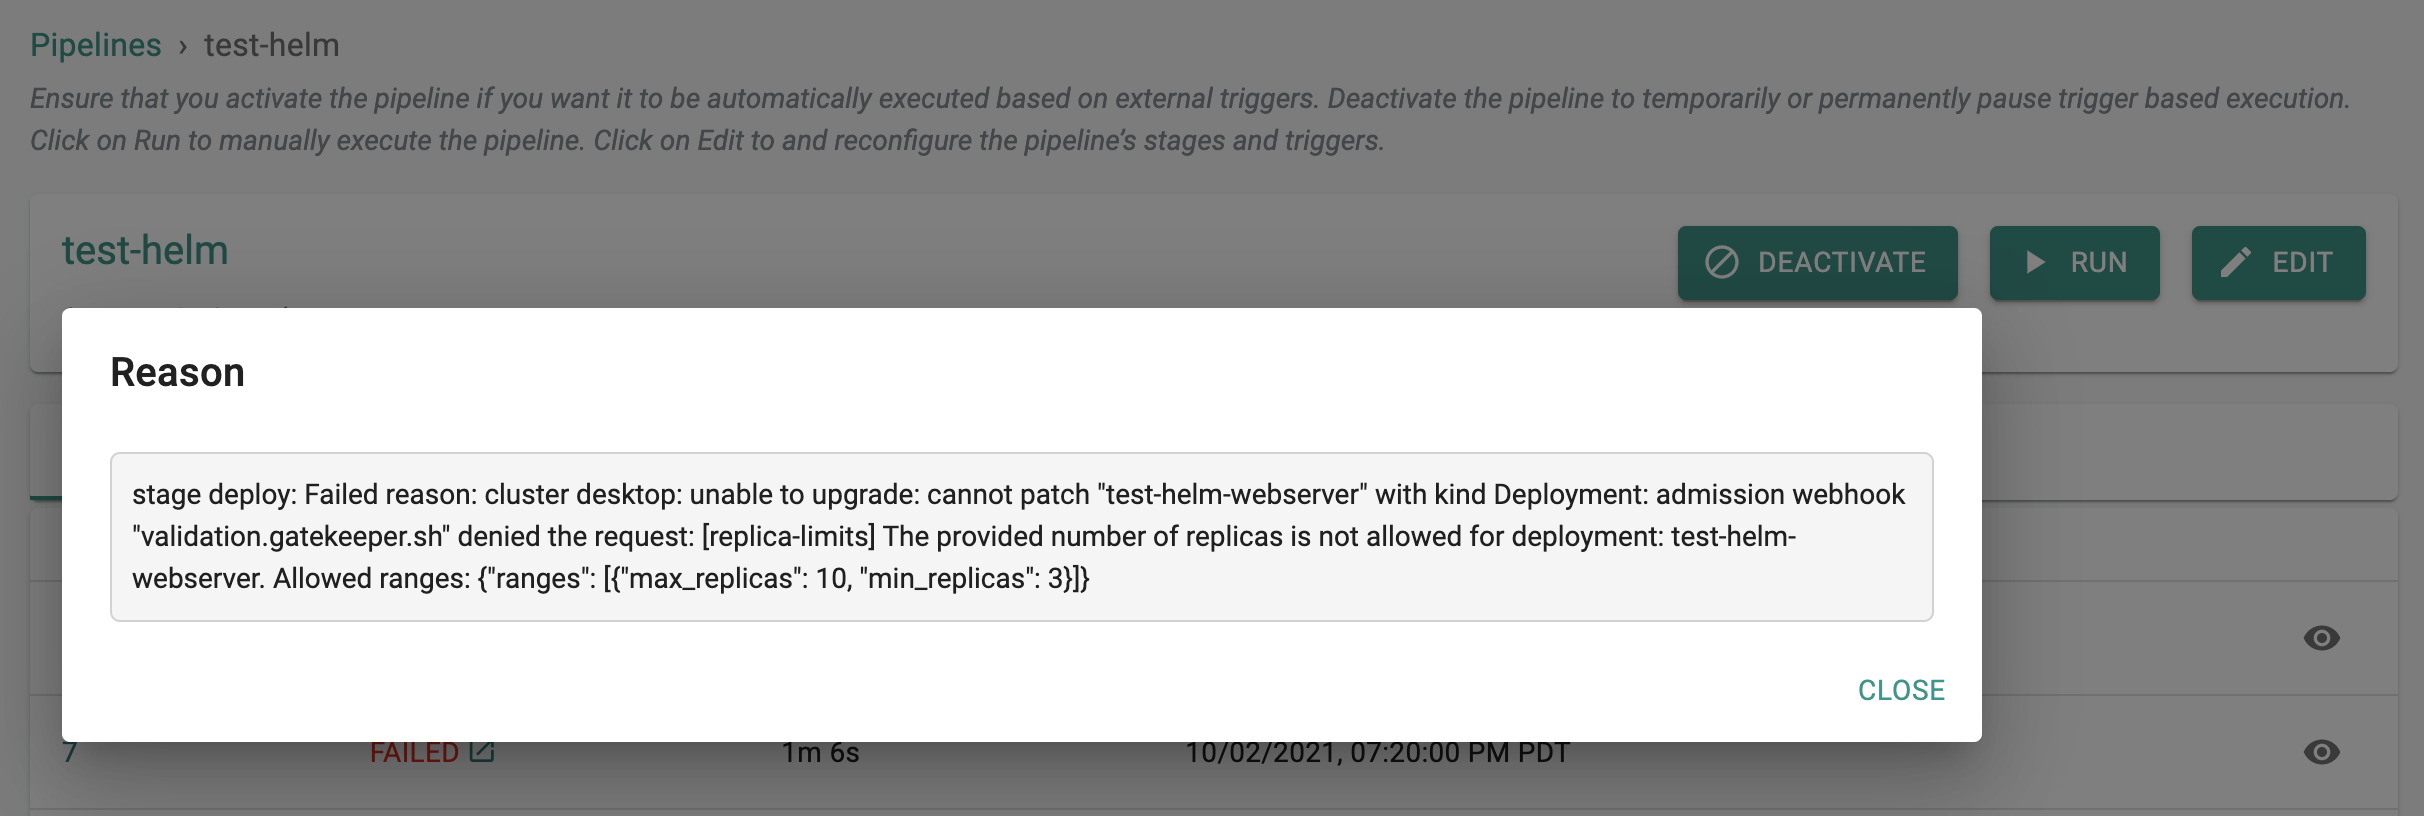 Pipelines › test-helm
Ensure that you activate the pipeline if you want it to be automatically executed based on external triggers. Deactivate the pipeline to temporarily or permanently pause trigger based execution.
Click on Run to manually execute the pipeline. Click on Edit to and reconfigure the pipeline’s stages and triggers.
test-helm
DEACTIVATE
RUN
EDIT
Reason
stage deploy: Failed reason: cluster desktop: unable to upgrade: cannot patch "test-helm-webserver" with kind Deployment: admission webhook
"validation.gatekeeper.sh" denied the request: [replica-limits] The provided number of replicas is not allowed for deployment: test-helm-
webserver. Allowed ranges: {"ranges": [{"max_replicas": 10, "min_replicas": 3}]}
CLOSE
7 FAILED 1m 6s 10/02/2021, 07:20:00 PM PDT